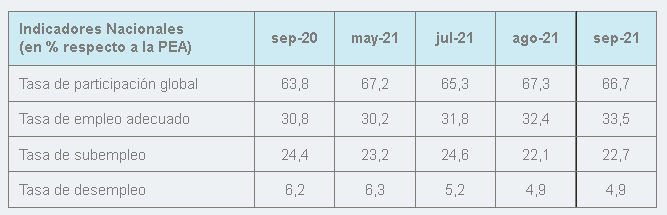 Indicadores Nacionales
(en % respecto a la PEA) sep-20 may-21 jul-21 ago-21 sep-21
Tasa de participación global 63,8 67,2 65,3 67,3 66,7
Tasa de empleo adecuado 30,8 30,2 31,8 32,4 33,5
Tasa de subempleo 24,4 23,2 24,6 22,1 22,7
Tasa de desempleo 6,2 6,3 5,2 4,9 4,9